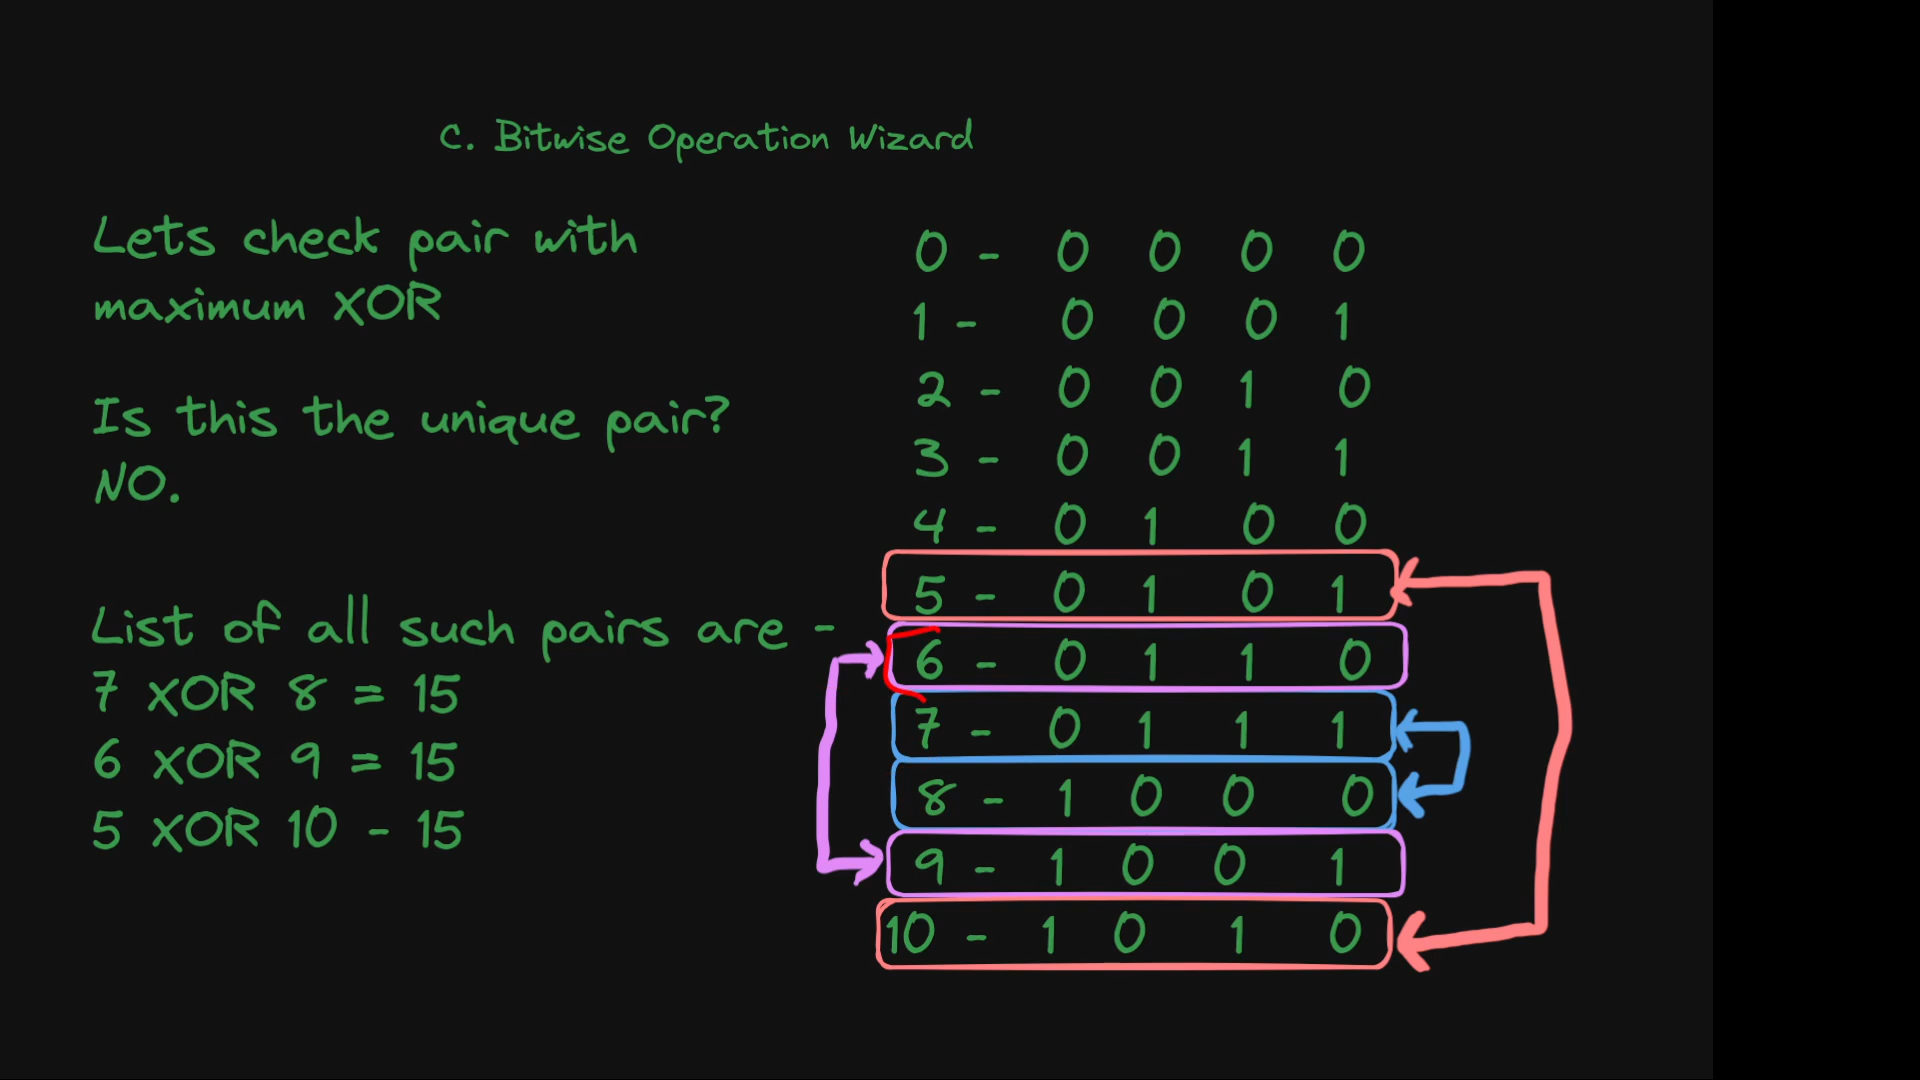 C. Bitwise Operation Wizard
Lets check pair with
maximum XOR
Is this the unique pair?
NO.
List of all such pairs are -
7 XOR 8 = 15
6 XOR 9 = 15
5 XOR 10 - 15
0 - 0 0 0 0
1 - 0 0 0 1
2 - 0 0 1 0
3 - 0 0 1 1
4 - 0 1 0 0
5 - 0 1 0 1
6 - 0 1 1 0
7 - 0 1 1 1
8 - 1 0 0 0
9 - 1 0 0 1
10 - 1 0 1 0